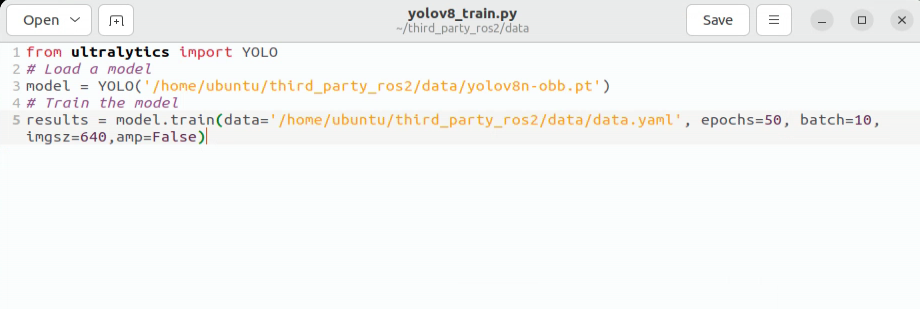 Open
yolov8_train.py
~/third_party_ros2/data
Save
1 from ultralytics import YOLO
2 # Load a model
3 model = YOLO('/home/ubuntu/third_party_ros2/data/yolov8n-obb.pt')
4 # Train the model
5 results = model.train(data='/home/ubuntu/third_party_ros2/data/data.yaml', epochs=50, batch=10,
imgsz=640,amp=False)